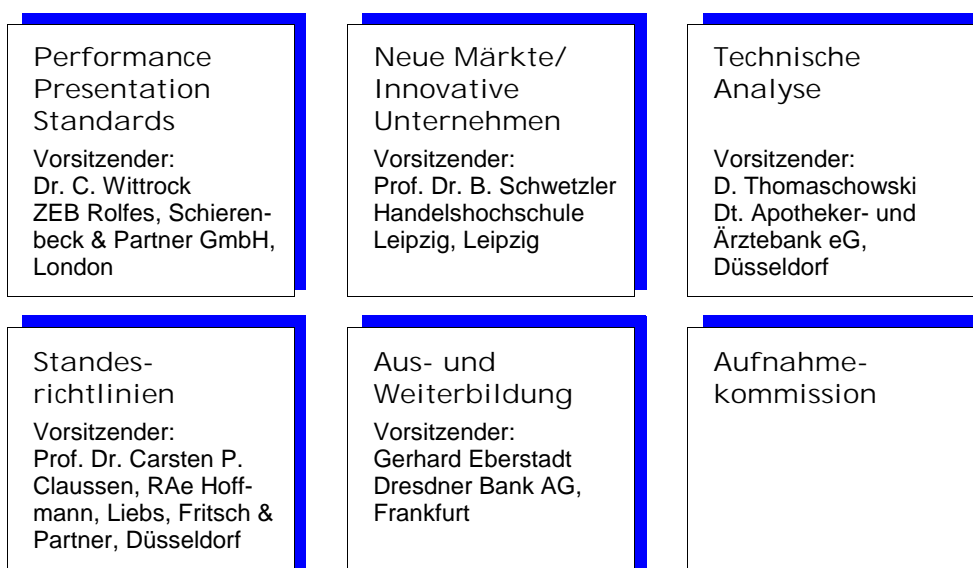 Performance
Presentation
Standards
Vorsitzender:
Dr. C. Wittrock
ZEB Rolfes, Schieren-
beck & Partner GmbH,
London
Neue Märkte/
Innovative
Unternehmen
Vorsitzender:
Prof. Dr. B. Schwetzler
Handelshochschule
Leipzig, Leipzig
Technische
Analyse
Vorsitzender:
D. Thomaschowski
Dt. Apotheker- und
Ärztebank eG,
Düsseldorf
Standes-
richtlinien
Vorsitzender:
Prof. Dr. Carsten P.
Claussen, RAe Hoff-
mann, Liebs, Fritsch &
Partner, Düsseldorf
Aus- und
Weiterbildung
Vorsitzender:
Gerhard Eberstadt
Dresdner Bank AG,
Frankfurt
Aufnahme-
kommission